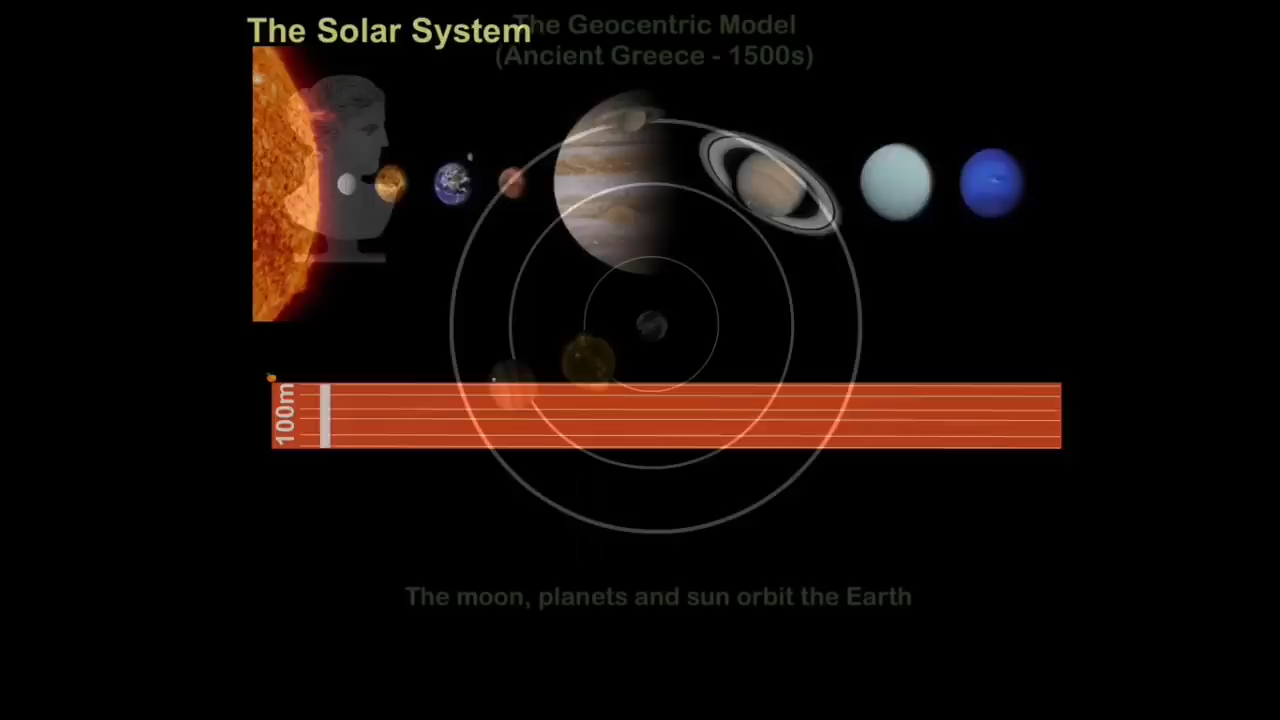 The Solar System
The Geocentric Model
(Ancient Greece - 1500s)
100m
The moon, planets and sun orbit the Earth